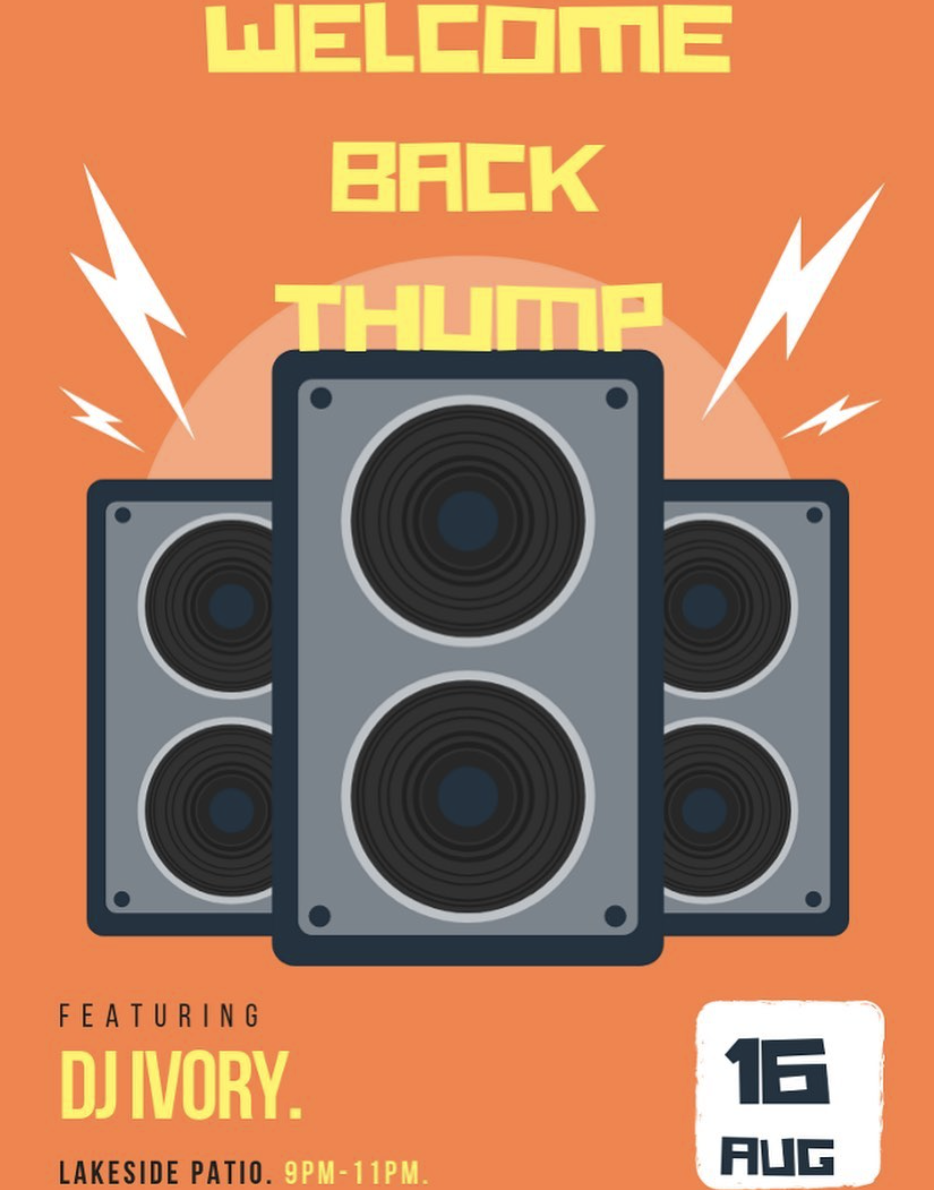 WELCOME
BACK
THUMP
FEATURING
DJ IVORY.
LAKESIDE PATIO. 9PM-11PM.
16
AUG